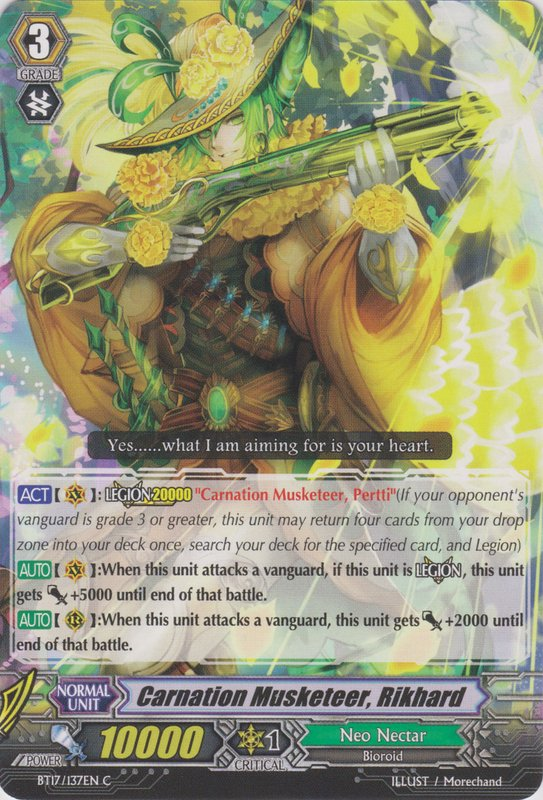 3
GRADE
Yes......what I am aiming for is your heart.
ACT【 V 】:LEGION 20000 "Carnation Musketeer, Pertti"(If your opponent's
vanguard is grade 3 or greater, this unit may return four cards from your drop
zone into your deck once, search your deck for the specified card, and Legion)
AUTO【 V 】:When this unit attacks a vanguard, if this unit is LEGION, this unit
gets +5000 until end of that battle.
AUTO【 R 】:When this unit attacks a vanguard, this unit gets +2000 until
end of that battle.
NORMAL
UNIT
Carnation Musketeer, Rikhard
POWER
10000
1
CRITICAL
Neo Nectar
Bioroid
BT17/137EN C
ILLUST / Morechand